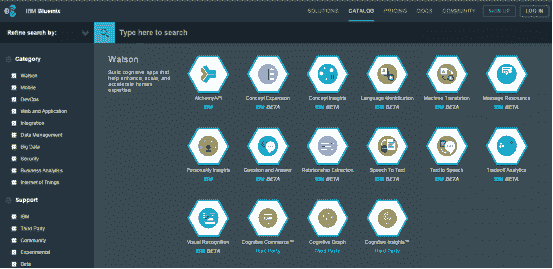 IBM Bluemix
SOLUTIONS CATALOG PRICING DOCS COMMUNITY SIGN UP LOG IN
Refine search by:
Type here to search
Category
Watson
Mobile
DevOps
Web and Application
Integration
Data Management
Big Data
Security
Business Analytics
Internet of Things
Support
IBM
Third Party
Community
Experimental
Beta
Watson
Build cognitive apps that
help enhance, scale, and
accelerate human
expertise.
AlchemyAPI
IBM
Concept Expansion
IBM BETA
Concept Insights
IBM BETA
Language Identification
IBM BETA
Machine Translation
IBM BETA
Message Resonance
IBM BETA
Personality Insights
IBM
Question and Answer
IBM BETA
Relationship Extraction
IBM BETA
Speech To Text
IBM BETA
Text to Speech
IBM BETA
Tradeoff Analytics
IBM BETA
Visual Recognition
IBM BETA
Cognitive Commerce™
Third Party
Cognitive Graph
Third Party
Cognitive Insights™
Third Party